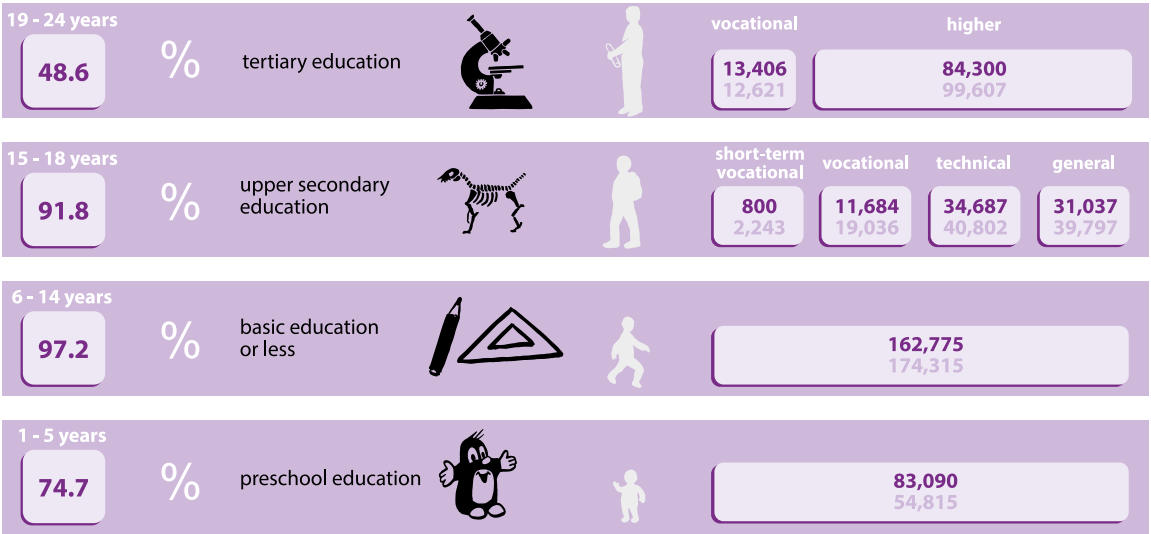 19 - 24 years
48.6
%
tertiary education
vocational
13,406
12,621
higher
84,300
99,607
15 - 18 years
91.8
%
upper secondary
education
short-term
vocational
800
2,243
vocational
11,684
19,036
technical
34,687
40,802
general
31,037
39,797
6 - 14 years
97.2
%
basic education
or less
162,775
174,315
1 - 5 years
74.7
%
preschool education
83,090
54,815